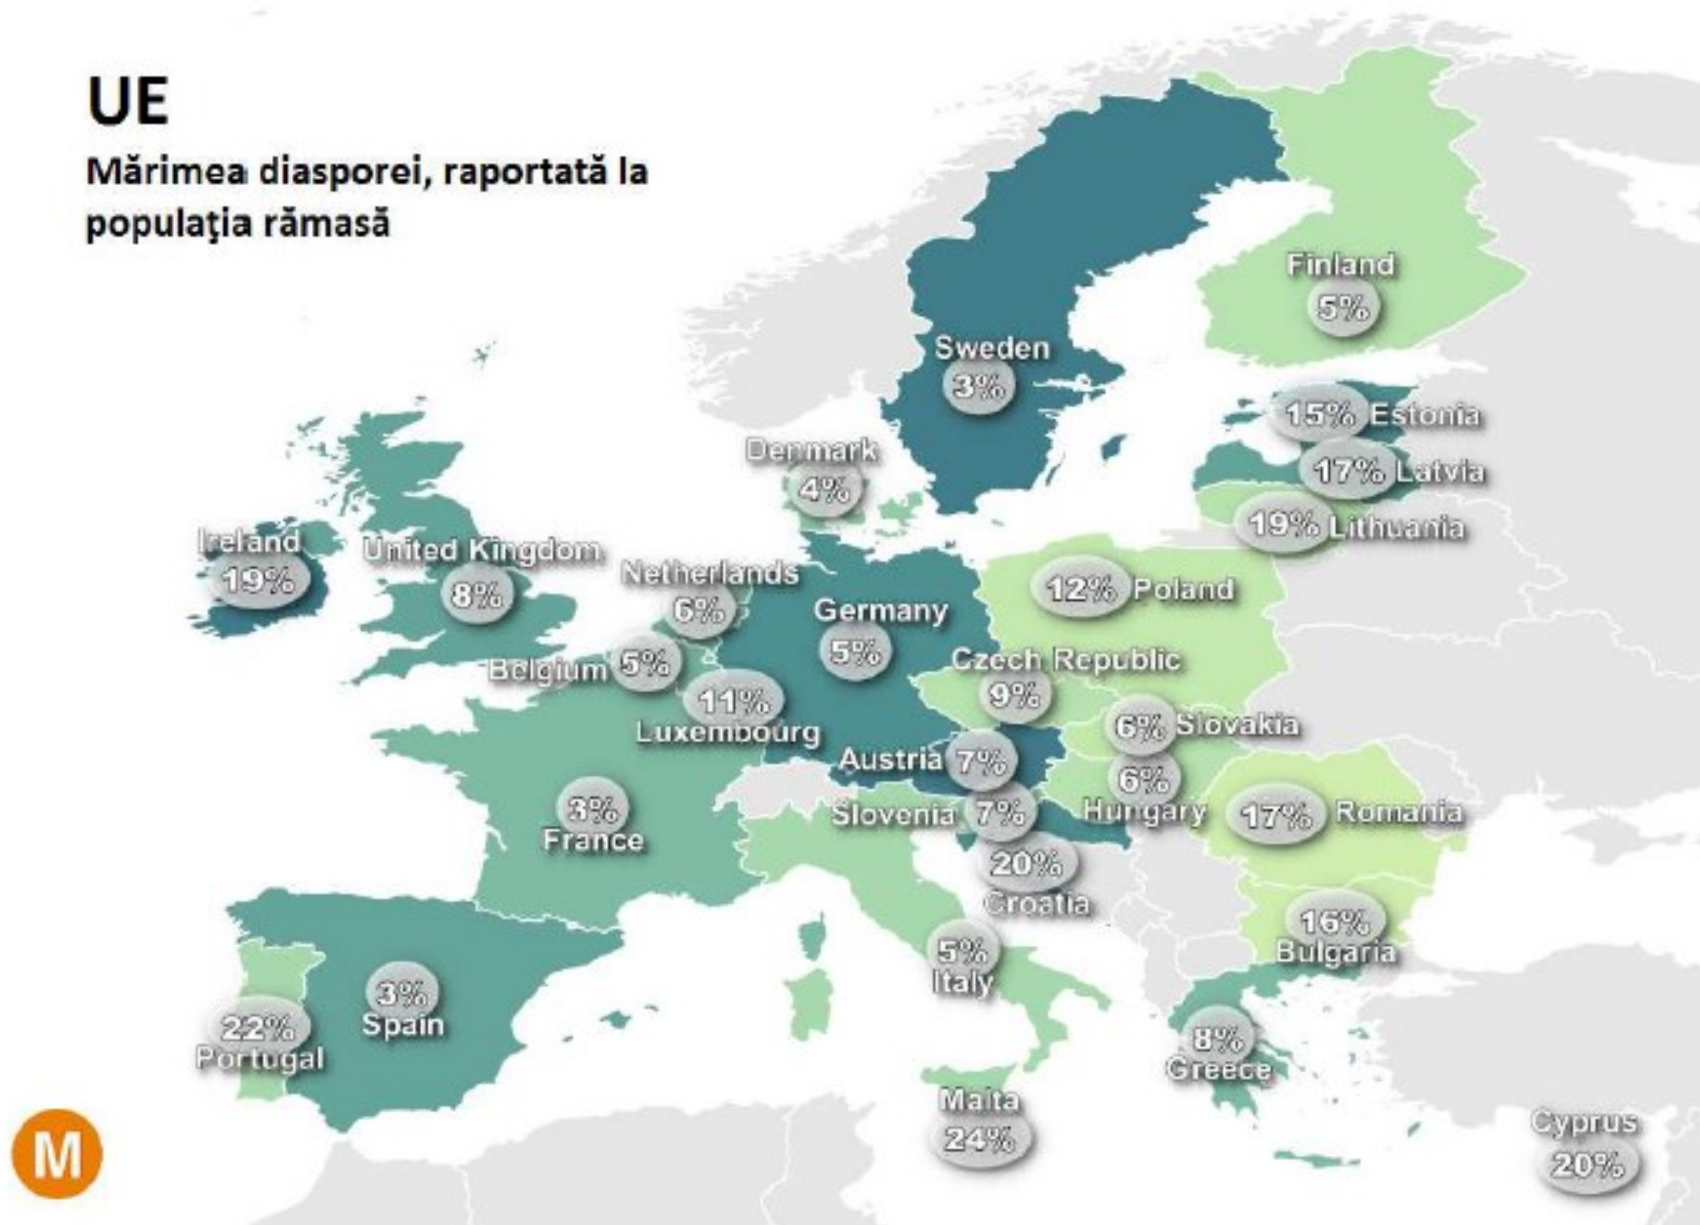 UE
Mărimea diasporei, raportată la
populaţia rămasă
Finland
5%
Sweden
3%
15% Estonia
17% Latvia
19% Lithuania
Denmark
4%
Ireland
19%
United Kingdom
8%
Netherlands
6%
Germany
5%
12% Poland
Belgium 5%
Czech Republic
9%
11%
Luxembourg
6% Slovakia
Austria 7%
6%
Hungary
Slovenia 7%
17% Romania
3%
France
20%
Croatia
16%
Bulgaria
5%
Italy
3%
Spain
22%
Portugal
8%
Greece
Malta
24%
Cyprus
20%
M